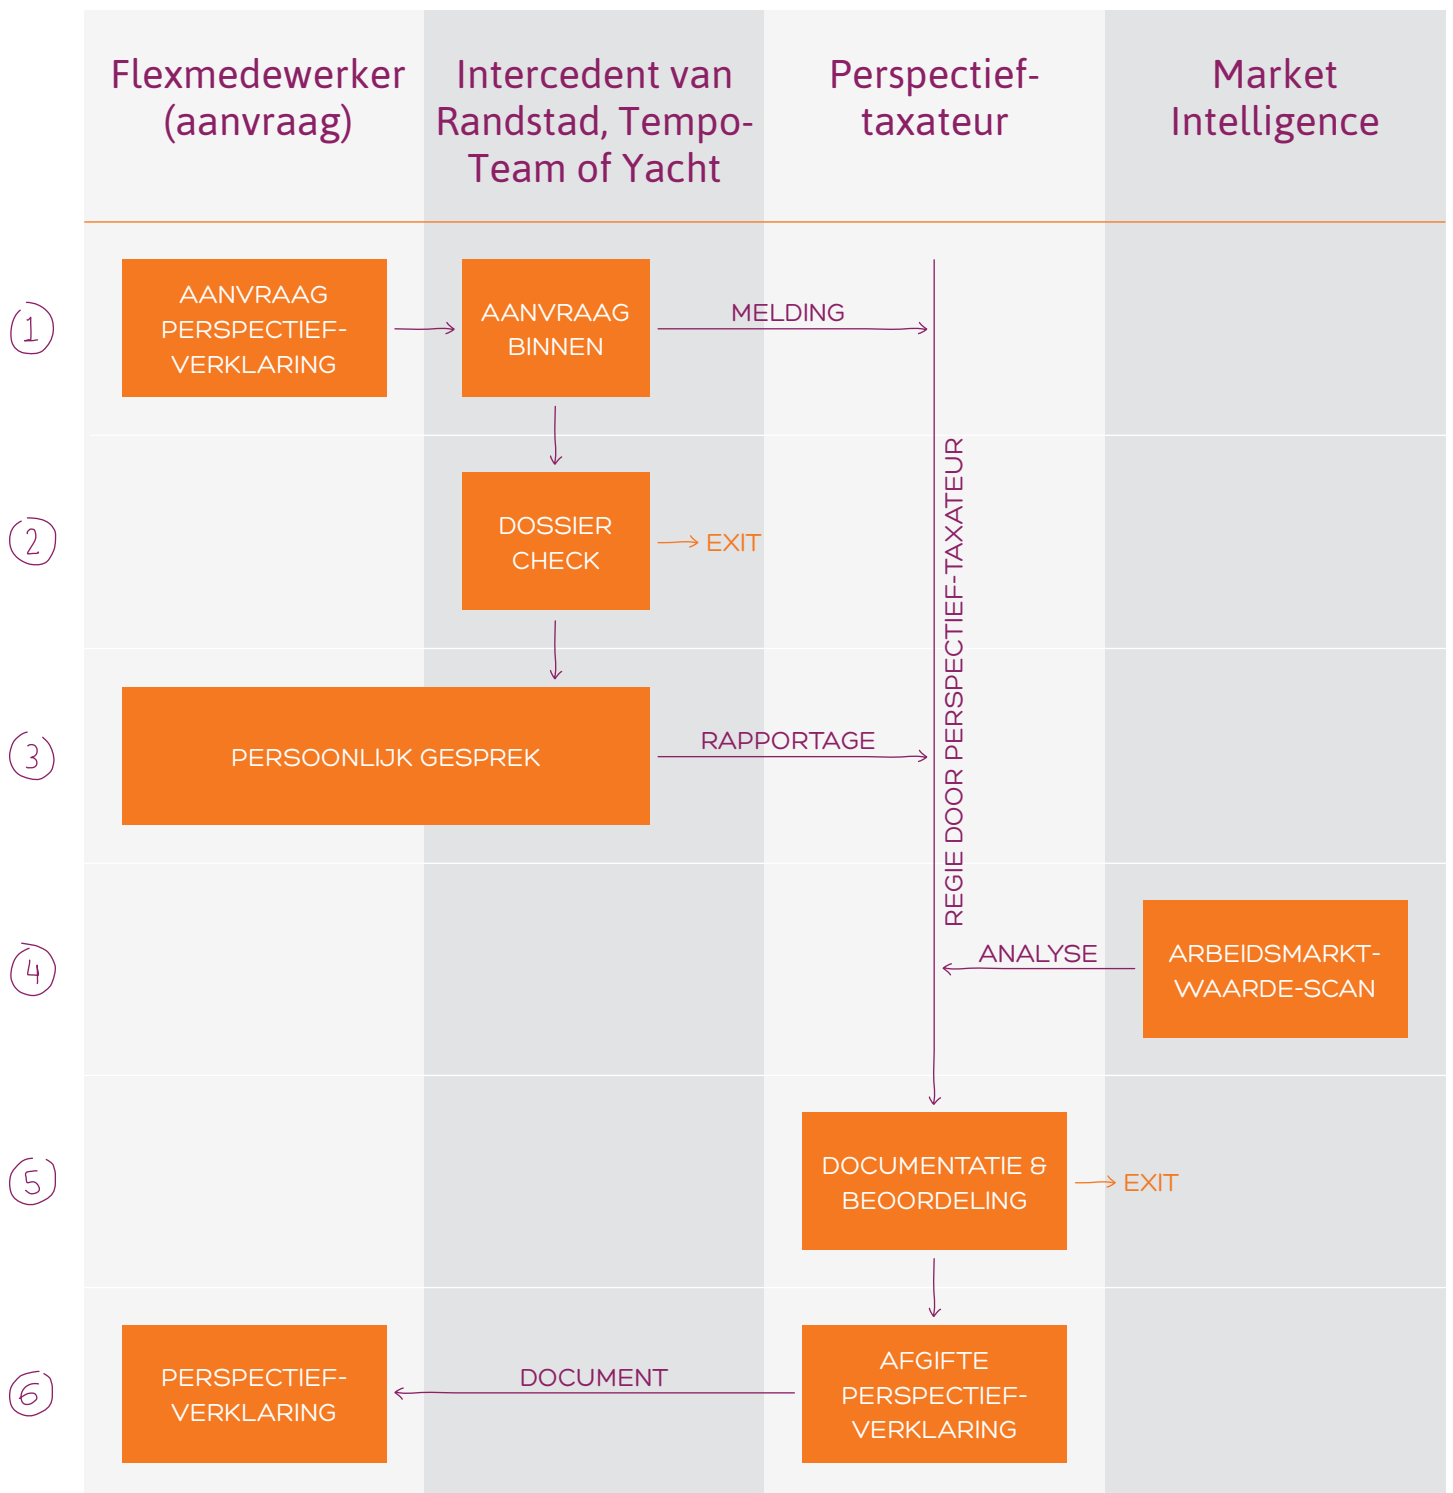 Flexmedewerker
(aanvraag)
Intercedent van
Randstad, Tempo-
Team of Yacht
Perspectief-
taxateur
Market
Intelligence
1
AANVRAAG
PERSPECTIEF-
VERKLARING
AANVRAAG
BINNEN
MELDING
2
DOSSIER
CHECK
EXIT
REGIE DOOR PERSPECTIEF-TAXATEUR
3
PERSOONLIJK GESPREK
RAPPORTAGE
4
ANALYSE
ARBEIDSMARKT-
WAARDE-SCAN
5
DOCUMENTATIE &
BEOORDELING
EXIT
6
PERSPECTIEF-
VERKLARING
DOCUMENT
AFGIFTE
PERSPECTIEF-
VERKLARING